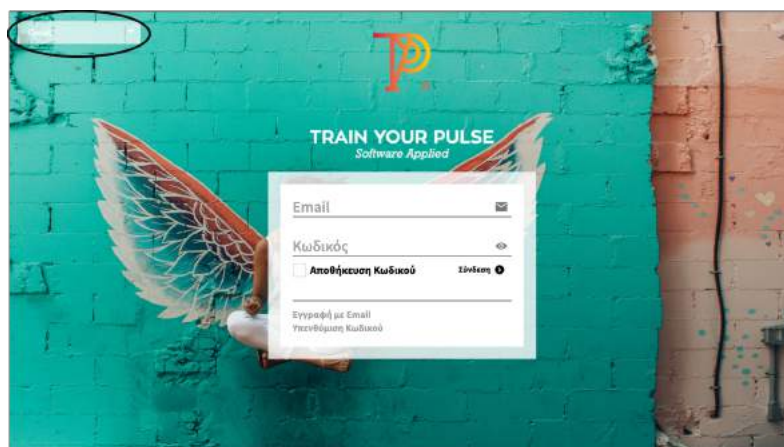 TRAIN YOUR PULSE
Software Applied
Email
Κωδικός
Αποθήκευση Κωδικού Σύνδεση
Εγγραφή με Email
Υπενθύμιση Κωδικού